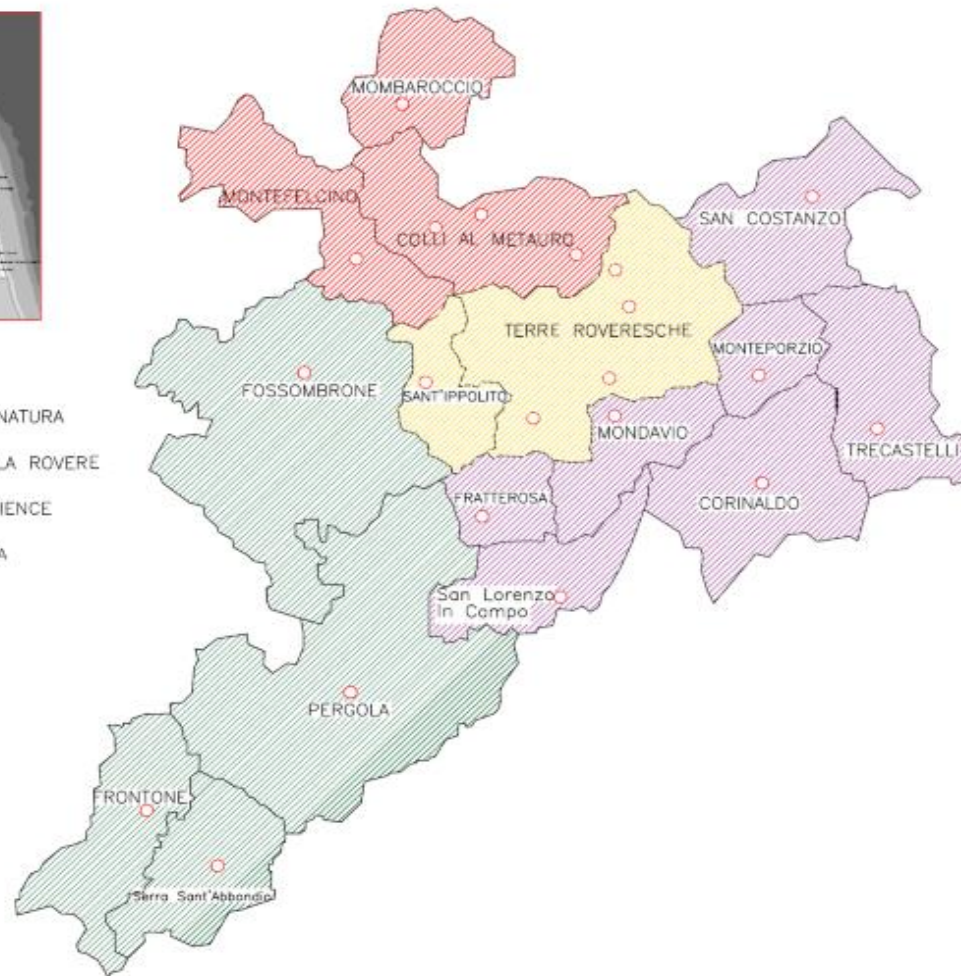 MOMBAROCCIO
MONTEFELCINO
COLLI AL METAURO
SAN COSTANZO
TERRE ROVERESCHE
MONTEPORZIO
FOSSOMBRONE
SANT'IPPOLITO
NATURA
MONDAVIO
TRECASTELLI
LA ROVERE
FRATTEROSA
CORINALDO
IENCE
A
San Lorenzo
In Campo
PERGOLA
FRONTONE
Serra Sant'Abbondio